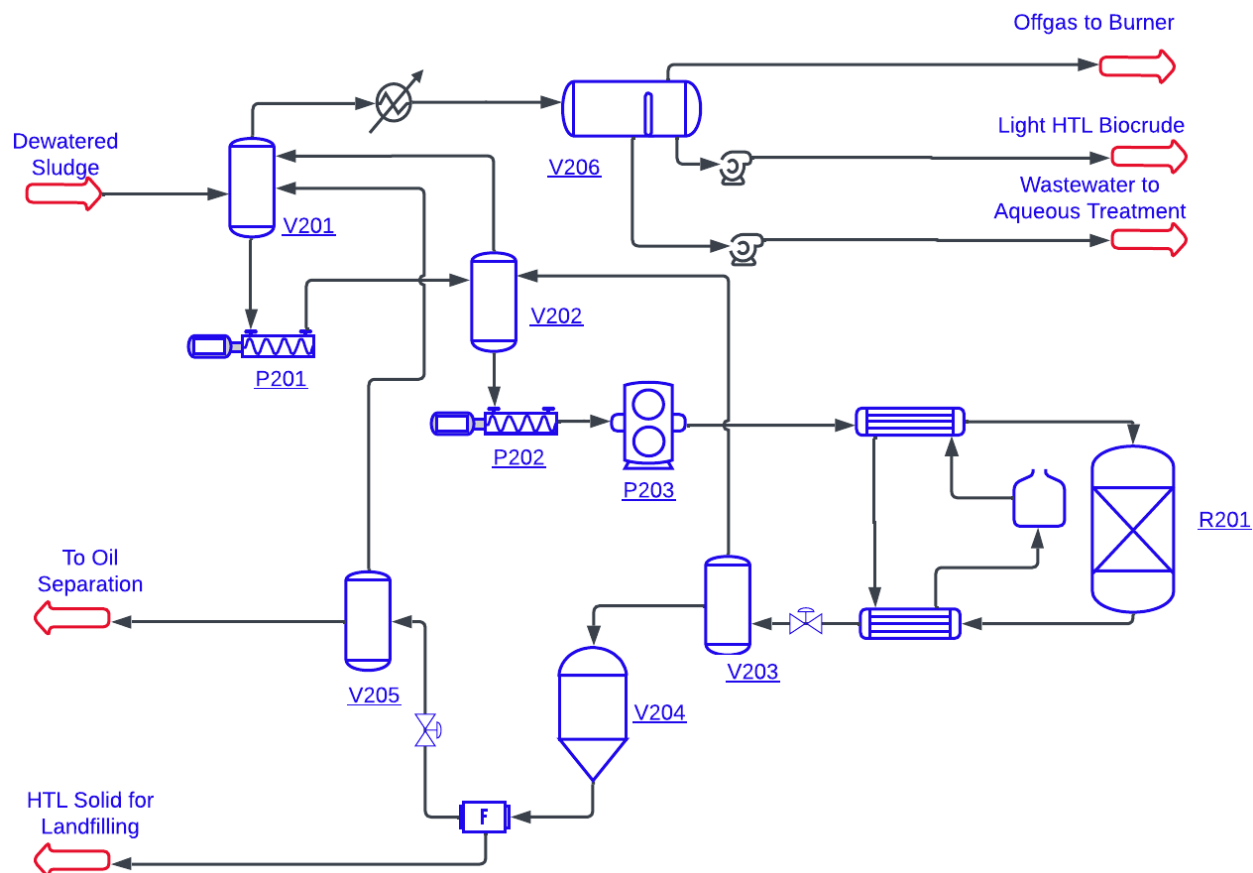 Offgas to Burner
Light HTL Biocrude
Dewatered
Sludge
V206
Wastewater to
Aqueous Treatment
V201
V202
P201
P202
P203
R201
To Oil
Separation
V203
V205
V204
HTL Solid for
Landfilling
F